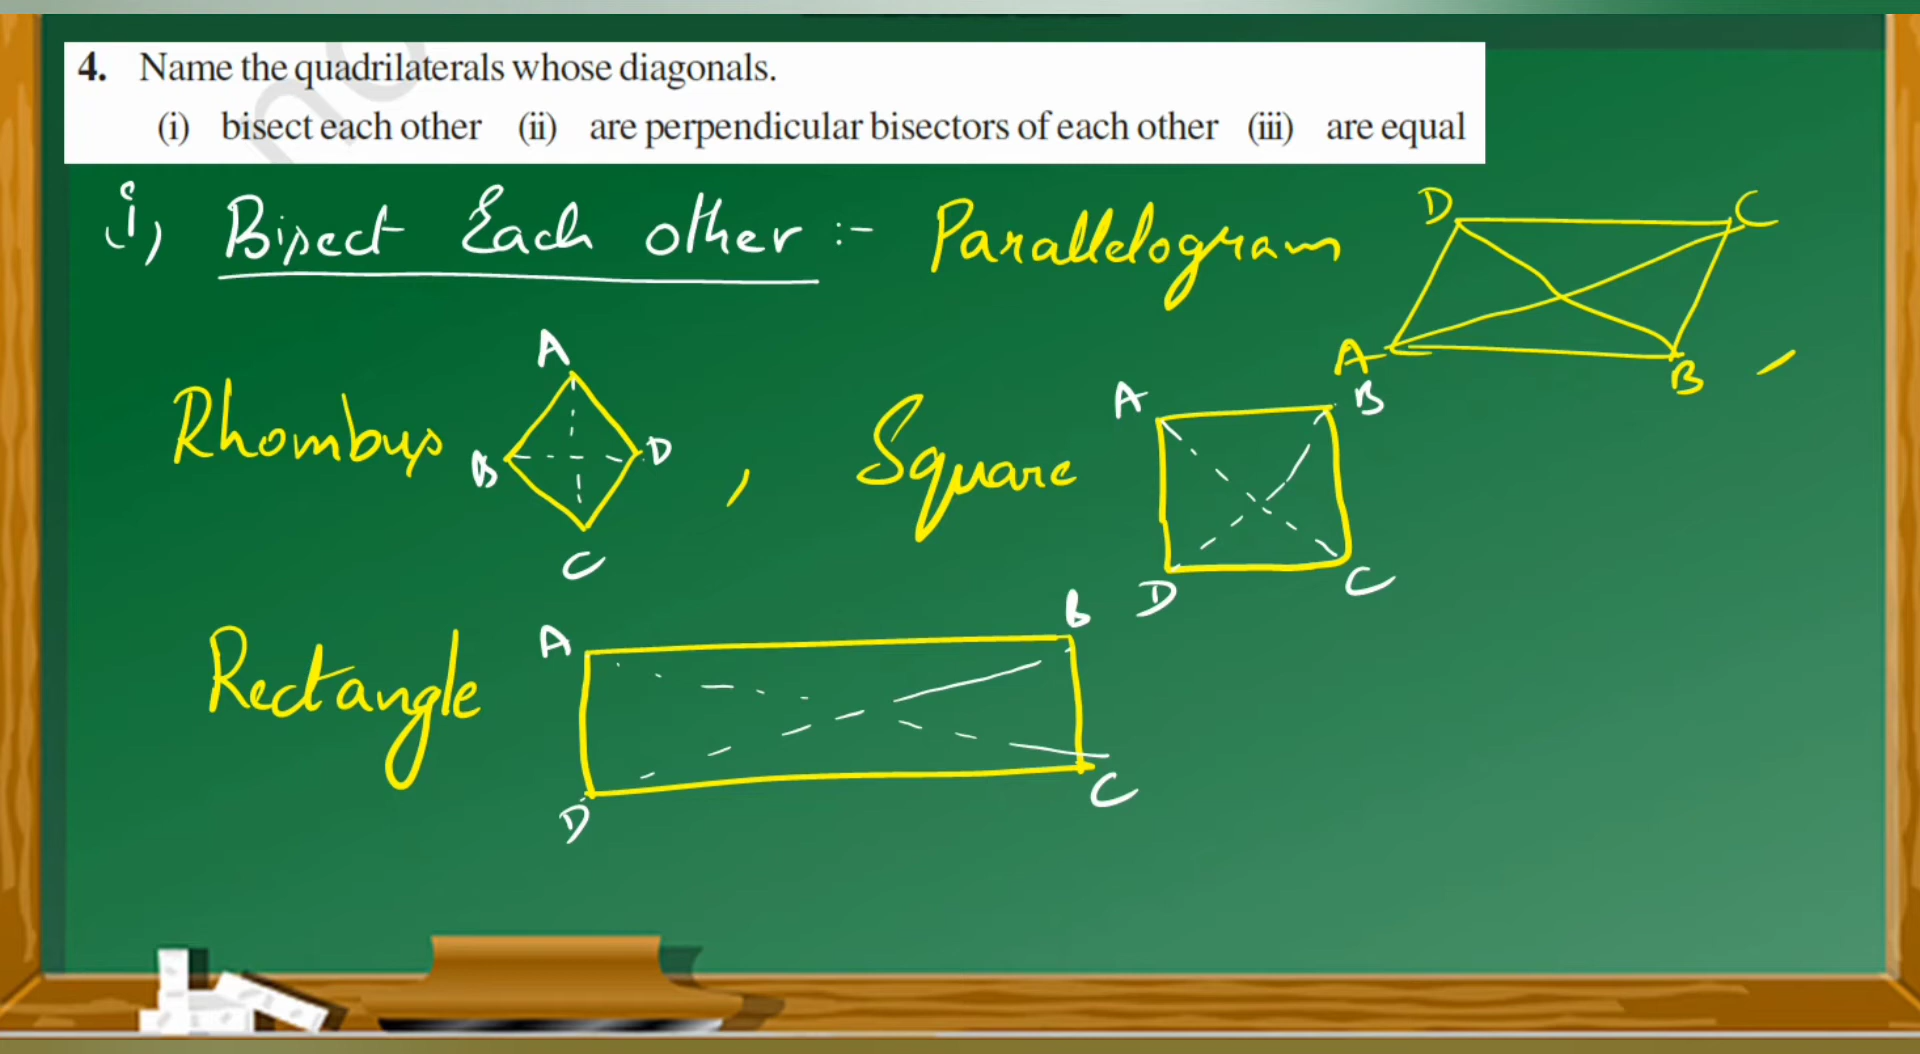 4. Name the quadrilaterals whose diagonals.
(i) bisect each other (ii) are perpendicular bisectors of each other (iii) are equal
i) Bisect Each other :- Parallelogram
D C
A B ,
Rhombus A B C D , Square A B C D
Rectangle A B C D